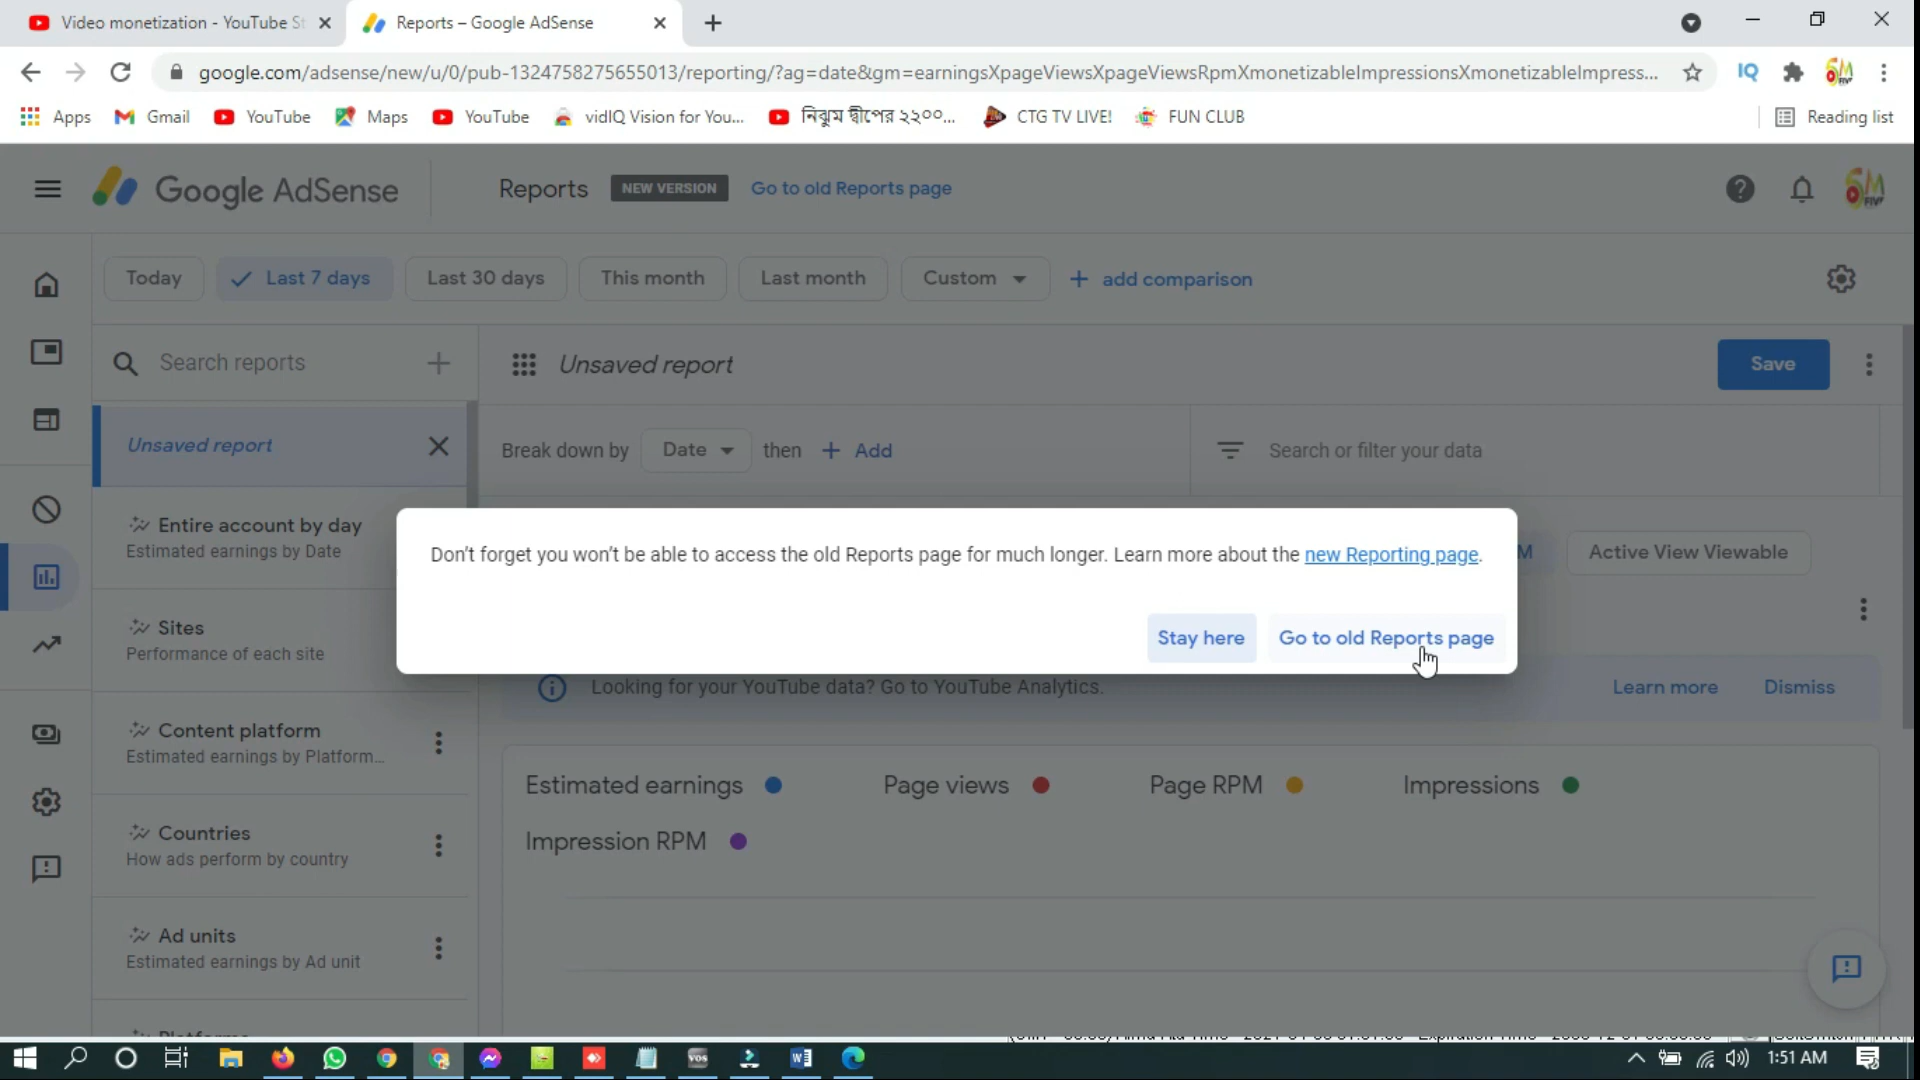 Video monetization - YouTube St
Reports – Google AdSense
google.com/adsense/new/u/0/pub-1324758275655013/reporting/?ag=date&gm=earningsXpageViewsXpageViewsRpmXmonetizableImpressionsXmonetizableImpress...
IQ
Apps
Gmail
YouTube
Maps
YouTube
vidIQ Vision for You...
নিঝুম দ্বীপের ২২০০...
CTG TV LIVE!
FUN CLUB
Reading list
Google AdSense
Reports
NEW VERSION
Go to old Reports page
Today
Last 7 days
Last 30 days
This month
Last month
Custom
add comparison
Search reports
Unsaved report
Save
Unsaved report
Break down by
Date
then
Add
Search or filter your data
Entire account by day
Estimated earnings by Date
Don't forget you won't be able to access the old Reports page for much longer. Learn more about the new Reporting page.
M
Active View Viewable
Stay here
Go to old Reports page
Sites
Performance of each site
Looking for your YouTube data? Go to YouTube Analytics.
Learn more
Dismiss
Content platform
Estimated earnings by Platform...
Estimated earnings
Page views
Page RPM
Impressions
Impression RPM
Countries
How ads perform by country
Ad units
Estimated earnings by Ad unit
VOS
1:51 AM